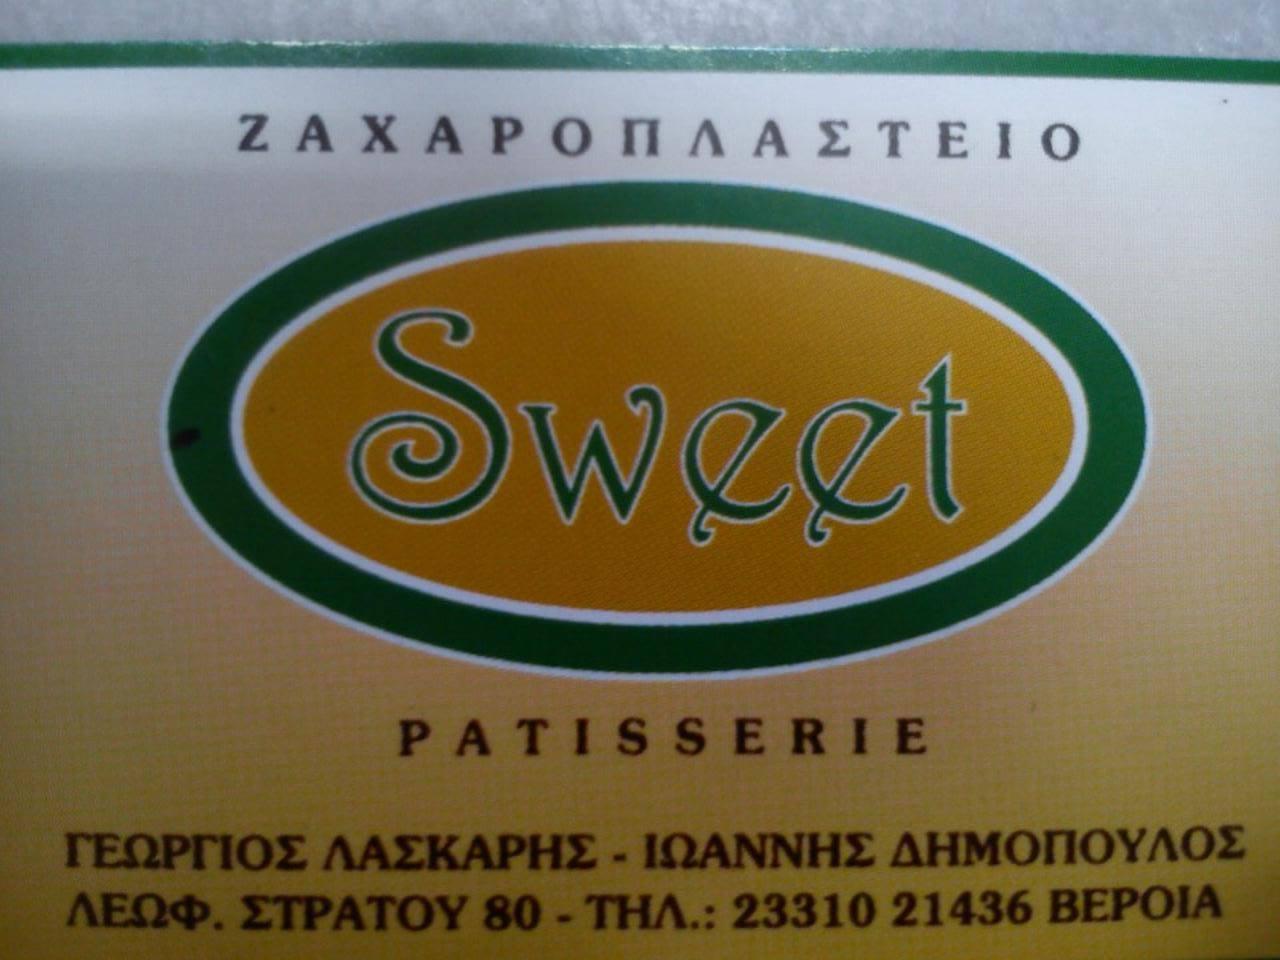 ΖΑΧΑΡΟΠΛΑΣΤΕΙΟ
Sweet
PATISSERIE
ΓΕΩΡΓΙΟΣ ΛΑΣΚΑΡΗΣ - ΙΩΑΝΝΗΣ ΔΗΜΟΠΟΥΛΟΣ
ΛΕΩΦ. ΣΤΡΑΤΟΥ 80 - ΤΗΛ.: 23310 21436 ΒΕΡΟΙΑ